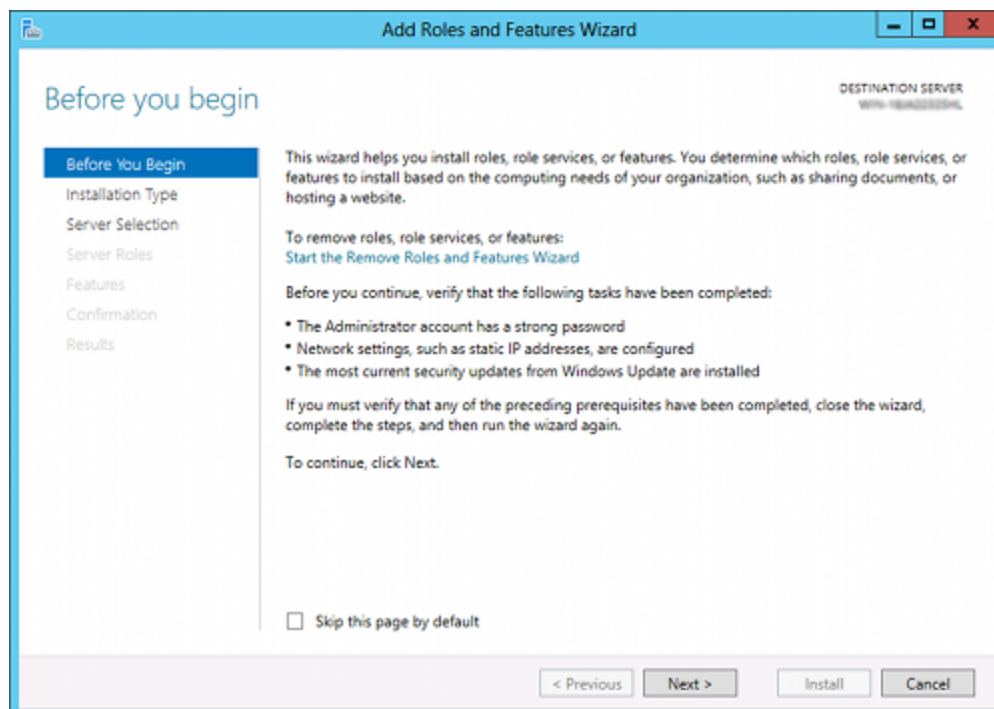 Add Roles and Features Wizard
Before you begin
DESTINATION SERVER
Before You Begin
Installation Type
Server Selection
Server Roles
Features
Confirmation
Results
This wizard helps you install roles, role services, or features. You determine which roles, role services, or
features to install based on the computing needs of your organization, such as sharing documents, or
hosting a website.
To remove roles, role services, or features:
Start the Remove Roles and Features Wizard
Before you continue, verify that the following tasks have been completed:
• The Administrator account has a strong password
• Network settings, such as static IP addresses, are configured
• The most current security updates from Windows Update are installed
If you must verify that any of the preceding prerequisites have been completed, close the wizard,
complete the steps, and then run the wizard again.
To continue, click Next.
Skip this page by default
< Previous
Next >
Install
Cancel